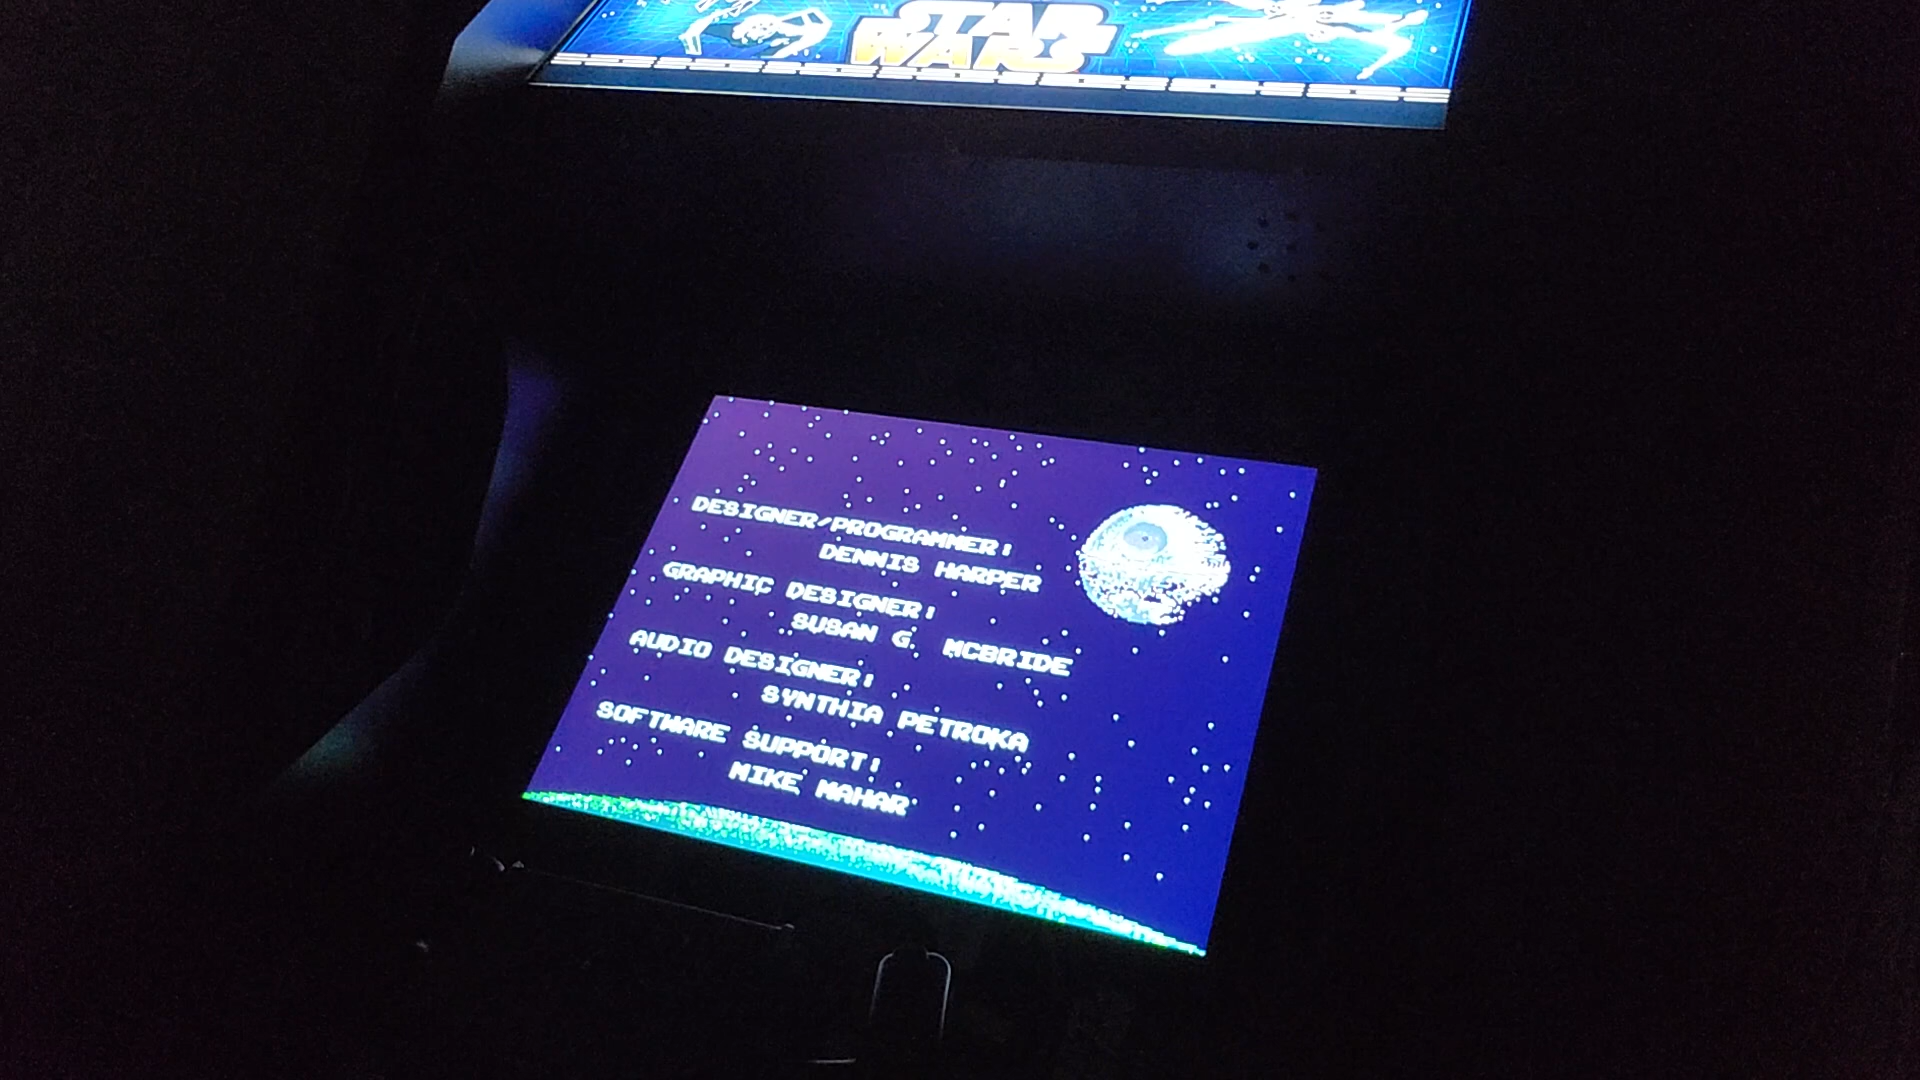 STAR
WARS
DESIGNER/PROGRAMMER:
DENNIS HARPER
GRAPHIC DESIGNER:
SUSAN G. MCBRIDE
AUDIO DESIGNER:
SYNTHIA PETROKA
SOFTWARE SUPPORT:
MIKE MAHAR